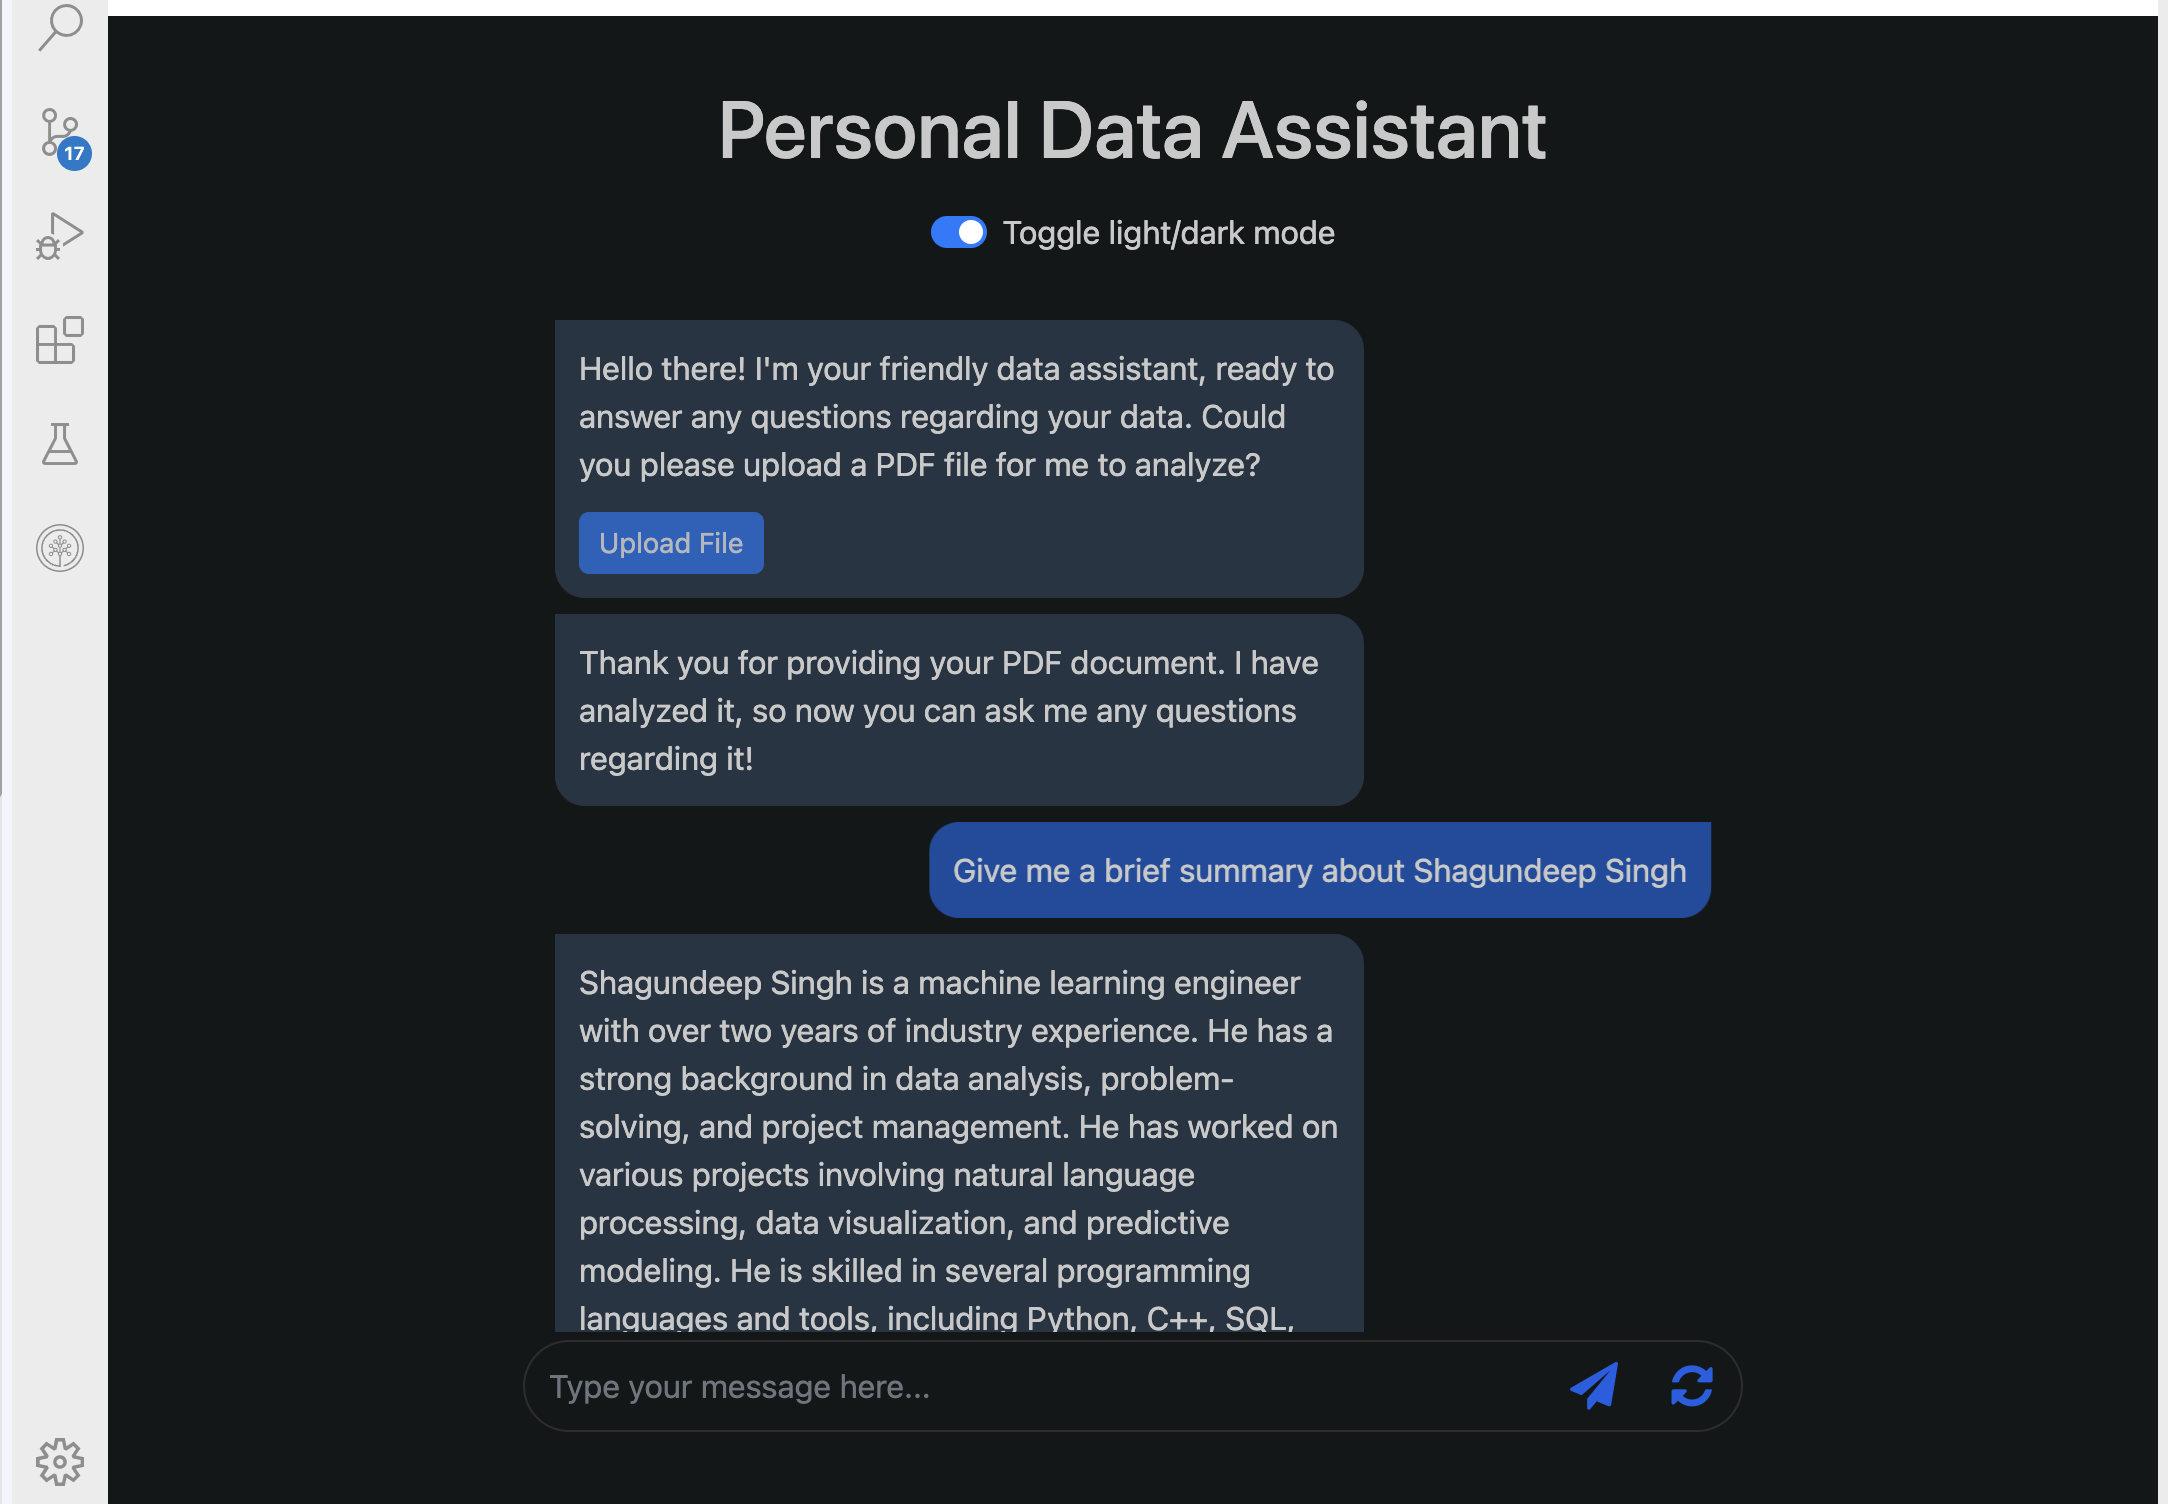 17
Personal Data Assistant
Toggle light/dark mode
Hello there! I'm your friendly data assistant, ready to
answer any questions regarding your data. Could
you please upload a PDF file for me to analyze?
Upload File
Thank you for providing your PDF document. I have
analyzed it, so now you can ask me any questions
regarding it!
Give me a brief summary about Shagundeep Singh
Shagundeep Singh is a machine learning engineer
with over two years of industry experience. He has a
strong background in data analysis, problem-
solving, and project management. He has worked on
various projects involving natural language
processing, data visualization, and predictive
modeling. He is skilled in several programming
languages and tools, including Python, C++, SQL,
Type your message here...